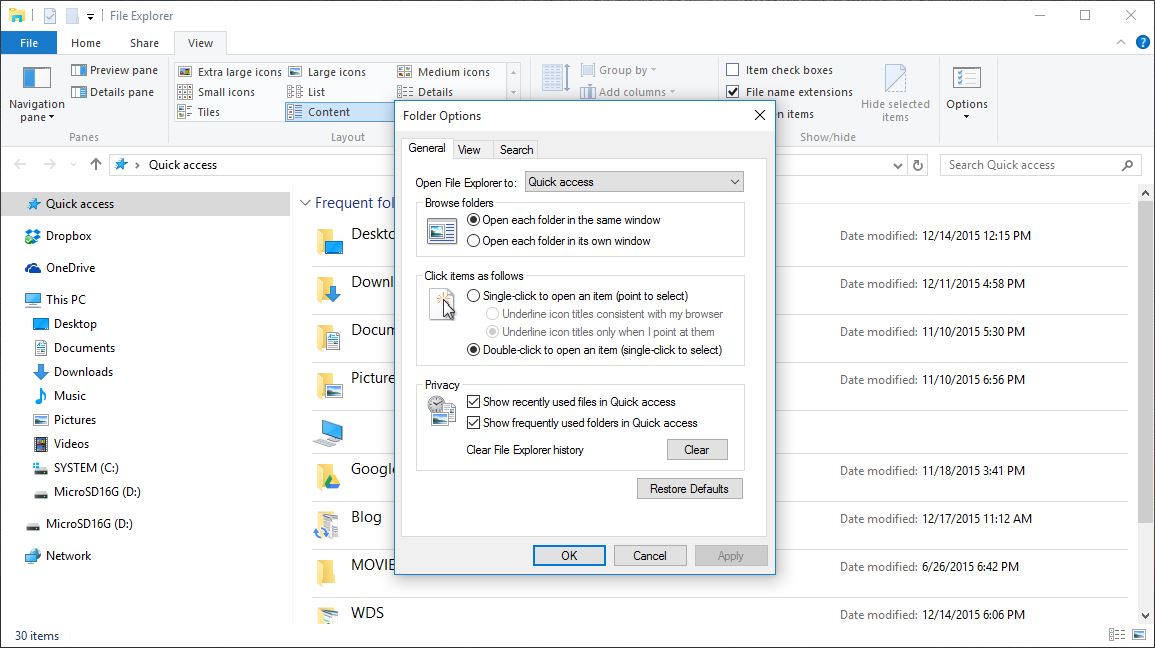 File Explorer
File Home Share View
Navigation pane
Preview pane
Details pane
Panes
Extra large icons Large icons Medium icons
Small icons List Details
Tiles Content
Layout
Group by
Add columns
Item check boxes
File name extensions
items
Hide selected items
Show/hide
Options
Quick access
Search Quick access
Quick access
Dropbox
OneDrive
This PC
Desktop
Documents
Downloads
Music
Pictures
Videos
SYSTEM (C:)
MicroSD16G (D:)
MicroSD16G (D:)
Network
Frequent fol
Deskto
Date modified: 12/14/2015 12:15 PM
Downl
Date modified: 12/11/2015 4:58 PM
Docum
Date modified: 11/10/2015 5:30 PM
Picture
Date modified: 11/10/2015 6:56 PM
Google
Date modified: 11/18/2015 3:41 PM
Blog
Date modified: 12/17/2015 11:12 AM
MOVIE
Date modified: 6/26/2015 6:42 PM
WDS
Date modified: 12/14/2015 6:06 PM
30 items
Folder Options
General View Search
Open File Explorer to: Quick access
Browse folders
Open each folder in the same window
Open each folder in its own window
Click items as follows
Single-click to open an item (point to select)
Underline icon titles consistent with my browser
Underline icon titles only when I point at them
Double-click to open an item (single-click to select)
Privacy
Show recently used files in Quick access
Show frequently used folders in Quick access
Clear File Explorer history Clear
Restore Defaults
OK Cancel Apply